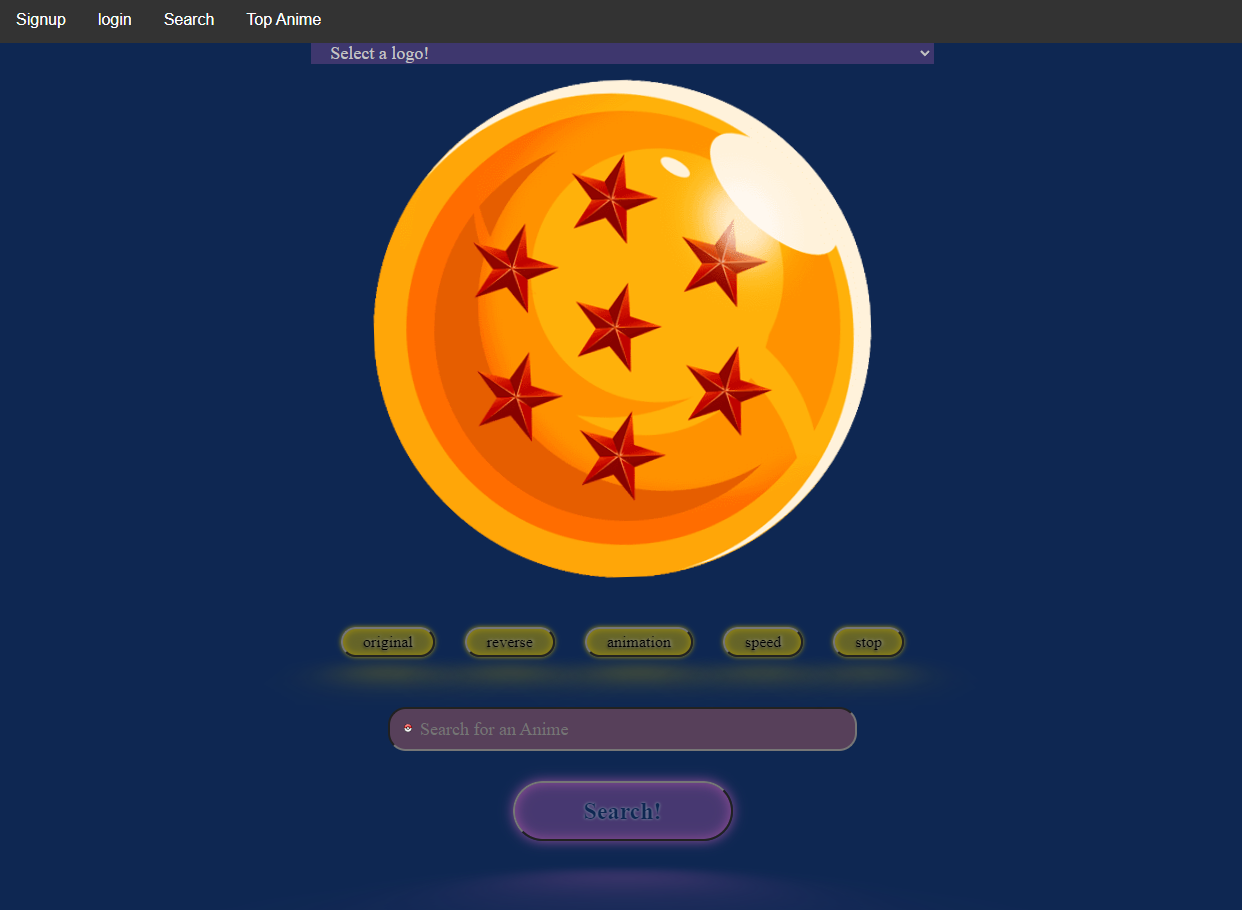 Signup login Search Top Anime
Select a logo!
original reverse animation speed stop
Search for an Anime
Search!